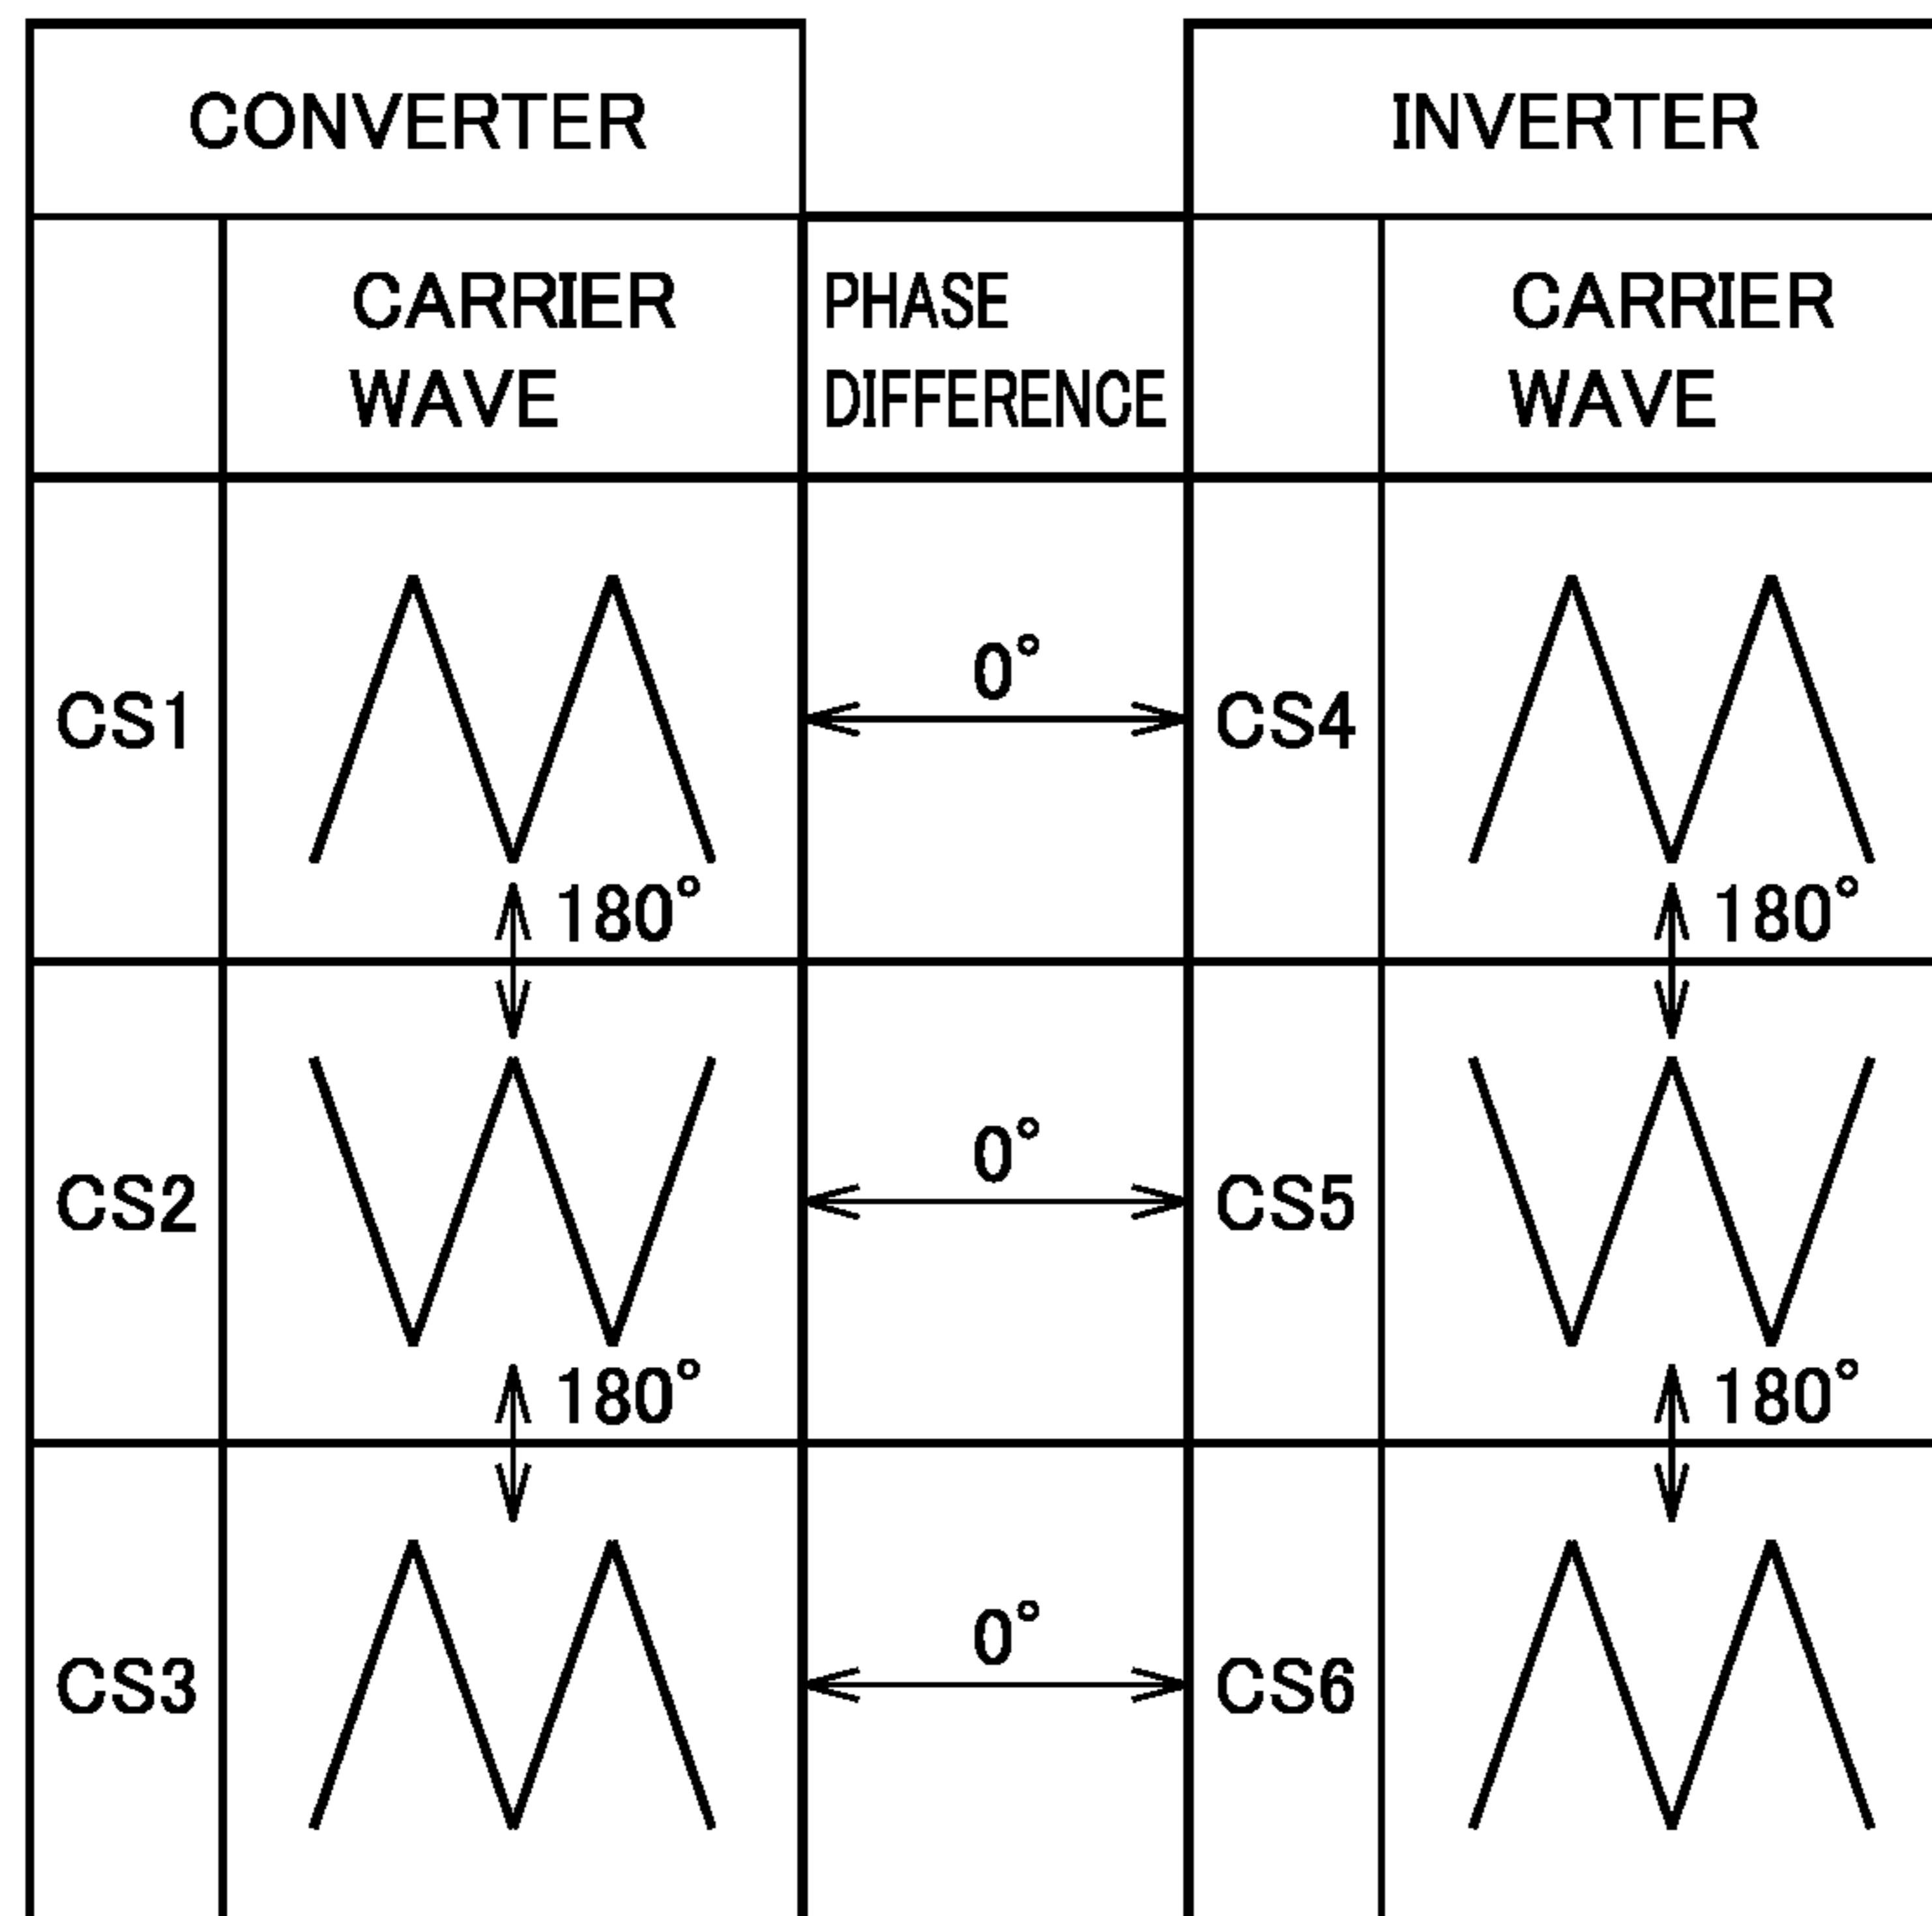 CONVERTER
INVERTER
CARRIER
WAVE
PHASE
DIFFERENCE
CARRIER
WAVE
CS1
0°
CS4
180°
180°
CS2
0°
CS5
180°
180°
CS3
0°
CS6